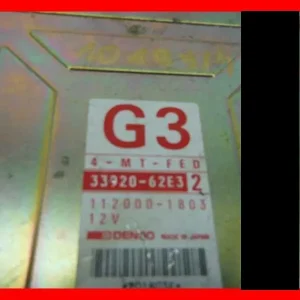 G3
4-MT-FED
33920-62E3 2
112000-1803
12V
DENSO MADE IN JAPAN